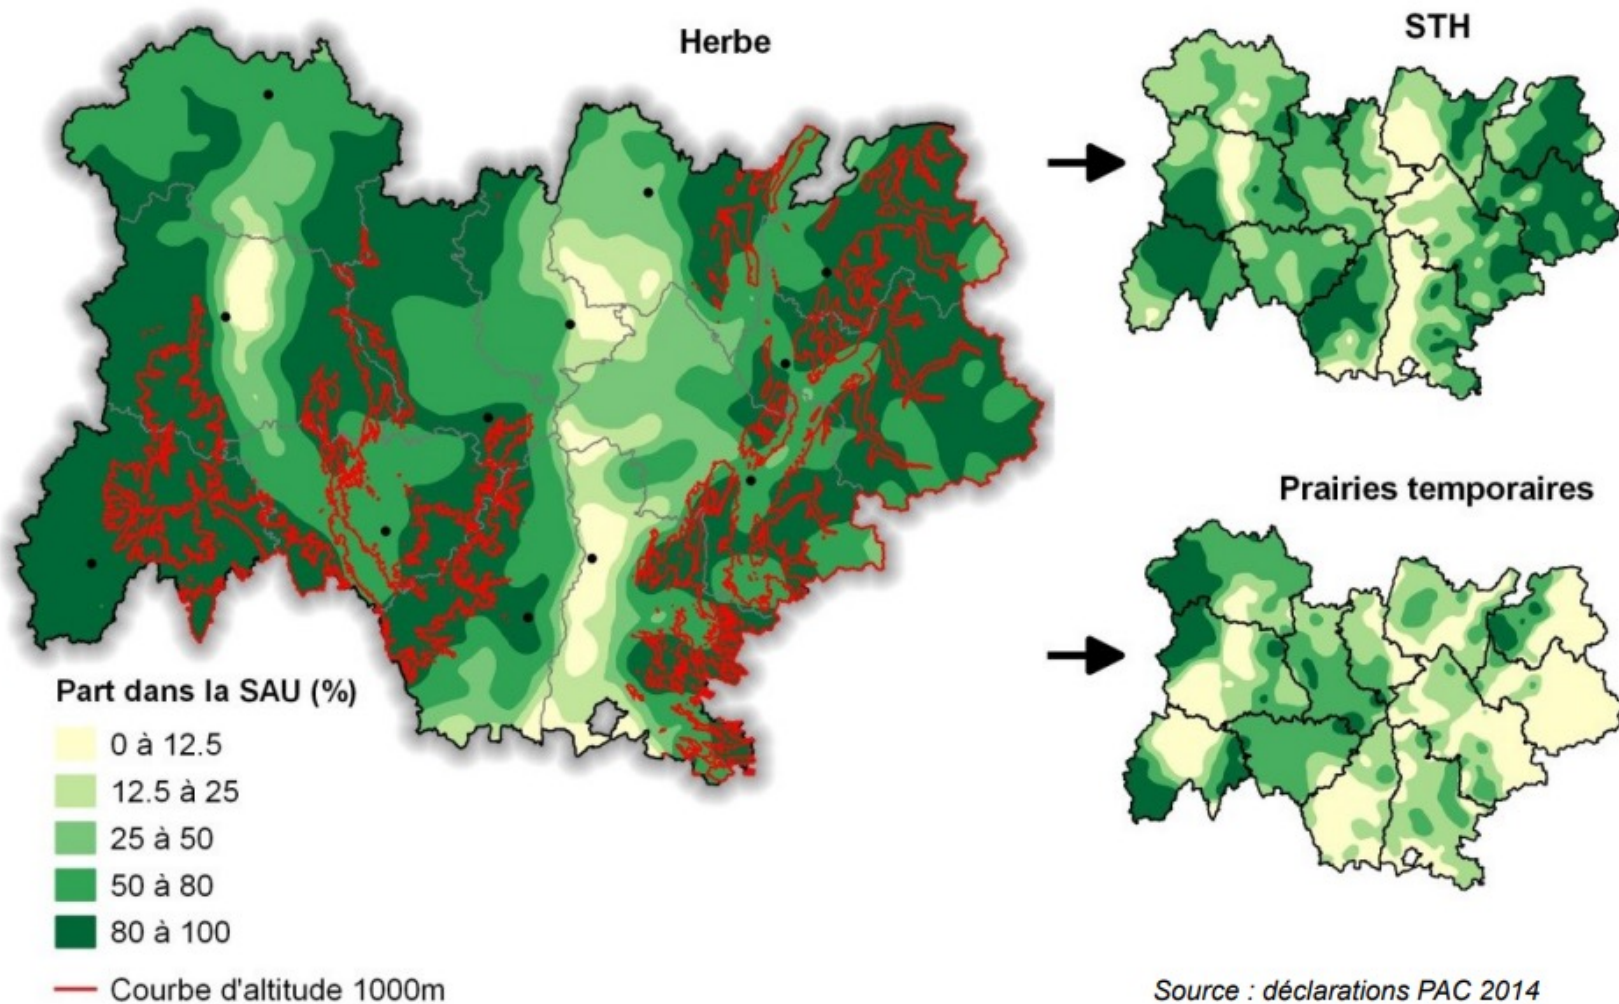 Herbe
STH
Prairies temporaires
Part dans la SAU (%)
0 à 12.5
12.5 à 25
25 à 50
50 à 80
80 à 100
Courbe d'altitude 1000m
Source : déclarations PAC 2014